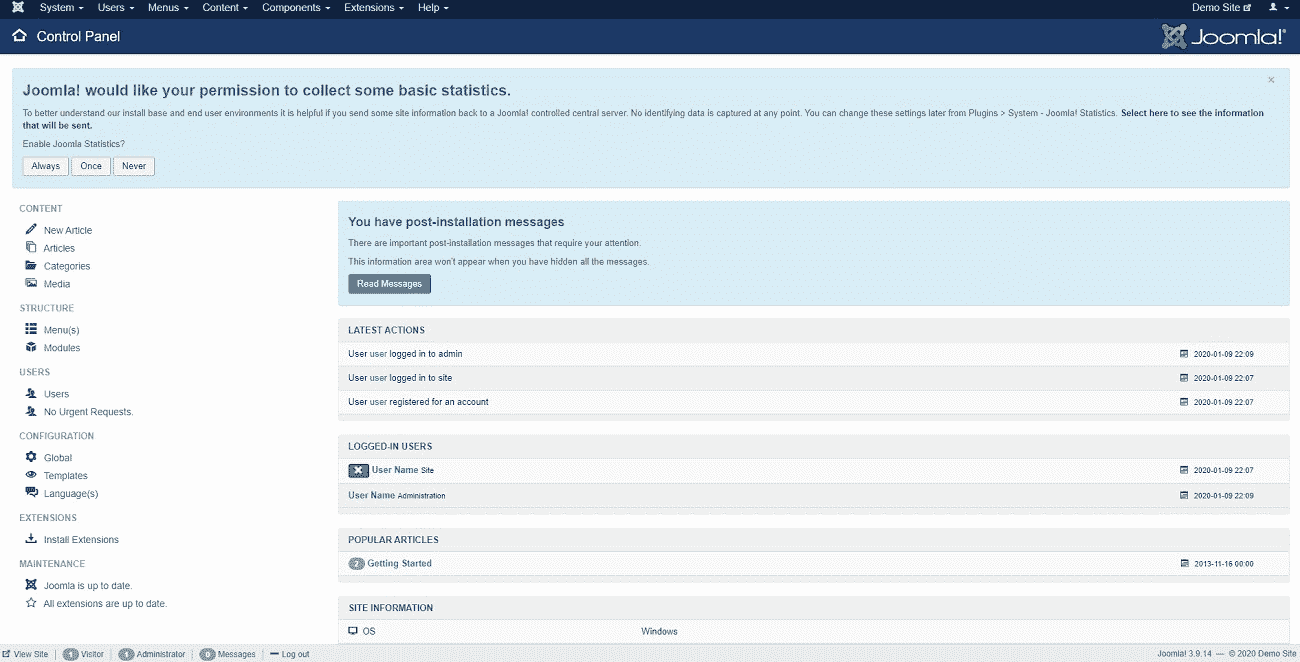 System Users Menus Content Components Extensions Help Demo Site
Control Panel Joomla!
Joomla! would like your permission to collect some basic statistics.
To better understand our install base and end user environments it is helpful if you send some site information back to a Joomla! controlled central server. No identifying data is captured at any point. You can change these settings later from Plugins > System - Joomla! Statistics. Select here to see the information
that will be sent.
Enable Joomla Statistics?
Always Once Never
CONTENT
New Article
Articles
Categories
Media
STRUCTURE
Menu(s)
Modules
USERS
Users
No Urgent Requests.
CONFIGURATION
Global
Templates
Language(s)
EXTENSIONS
Install Extensions
MAINTENANCE
Joomla is up to date.
All extensions are up to date.
You have post-installation messages
There are important post-installation messages that require your attention.
This information area won't appear when you have hidden all the messages.
Read Messages
LATEST ACTIONS
User user logged in to admin 2020-01-09 22:09
User user logged in to site 2020-01-09 22:07
User user registered for an account 2020-01-09 22:07
LOGGED-IN USERS
User Name Site 2020-01-09 22:07
User Name Administration 2020-01-09 22:09
POPULAR ARTICLES
2 Getting Started 2013-11-16 00:00
SITE INFORMATION
OS Windows
View Site 1 Visitor 1 Administrator 0 Messages Log out Joomla! 3.9.14 — © 2020 Demo Site